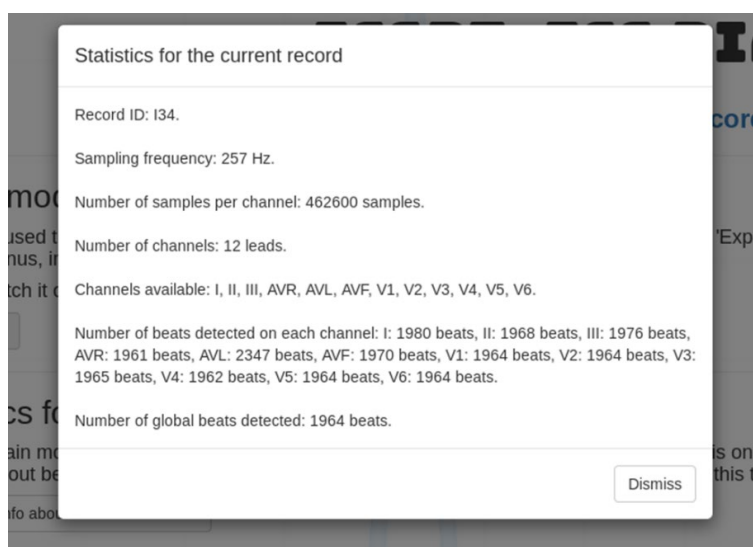 Statistics for the current record
Record ID: I34.
Sampling frequency: 257 Hz.
Number of samples per channel: 462600 samples.
Number of channels: 12 leads.
Channels available: I, II, III, AVR, AVL, AVF, V1, V2, V3, V4, V5, V6.
Number of beats detected on each channel: I: 1980 beats, II: 1968 beats, III: 1976 beats,
AVR: 1961 beats, AVL: 2347 beats, AVF: 1970 beats, V1: 1964 beats, V2: 1964 beats, V3:
1965 beats, V4: 1962 beats, V5: 1964 beats, V6: 1964 beats.
Number of global beats detected: 1964 beats.
Dismiss